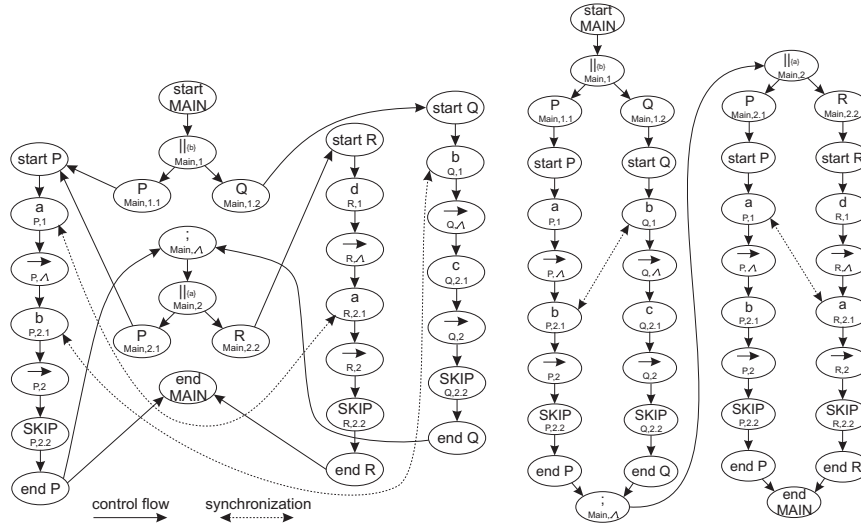 start
MAIN
||{b}
Main,1
P
Main,1.1
Q
Main,1.2
start P
a
P,1
P,Λ
b
P,2.1
P,2
SKIP
P,2.2
end P
;
Main,Λ
||{a}
Main,2
P
Main,2.1
R
Main,2.2
end
MAIN
start R
d
R,1
R,Λ
a
R,2.1
R,2
SKIP
R,2.2
end R
start Q
b
Q,1
Q,Λ
c
Q,2.1
Q,2
SKIP
Q,2.2
end Q
control flow
synchronization
start
MAIN
||{b}
Main,1
P
Main,1.1
Q
Main,1.2
start P
start Q
a
P,1
b
Q,1
P,Λ
Q,Λ
b
P,2.1
c
Q,2.1
P,2
Q,2
SKIP
P,2.2
SKIP
Q,2.2
end P
end Q
;
Main,Λ
||{a}
Main,2
P
Main,2.1
R
Main,2.2
start P
start R
a
P,1
d
R,1
P,Λ
R,Λ
b
P,2.1
a
R,2.1
P,2
R,2
SKIP
P,2.2
SKIP
R,2.2
end P
end R
end
MAIN